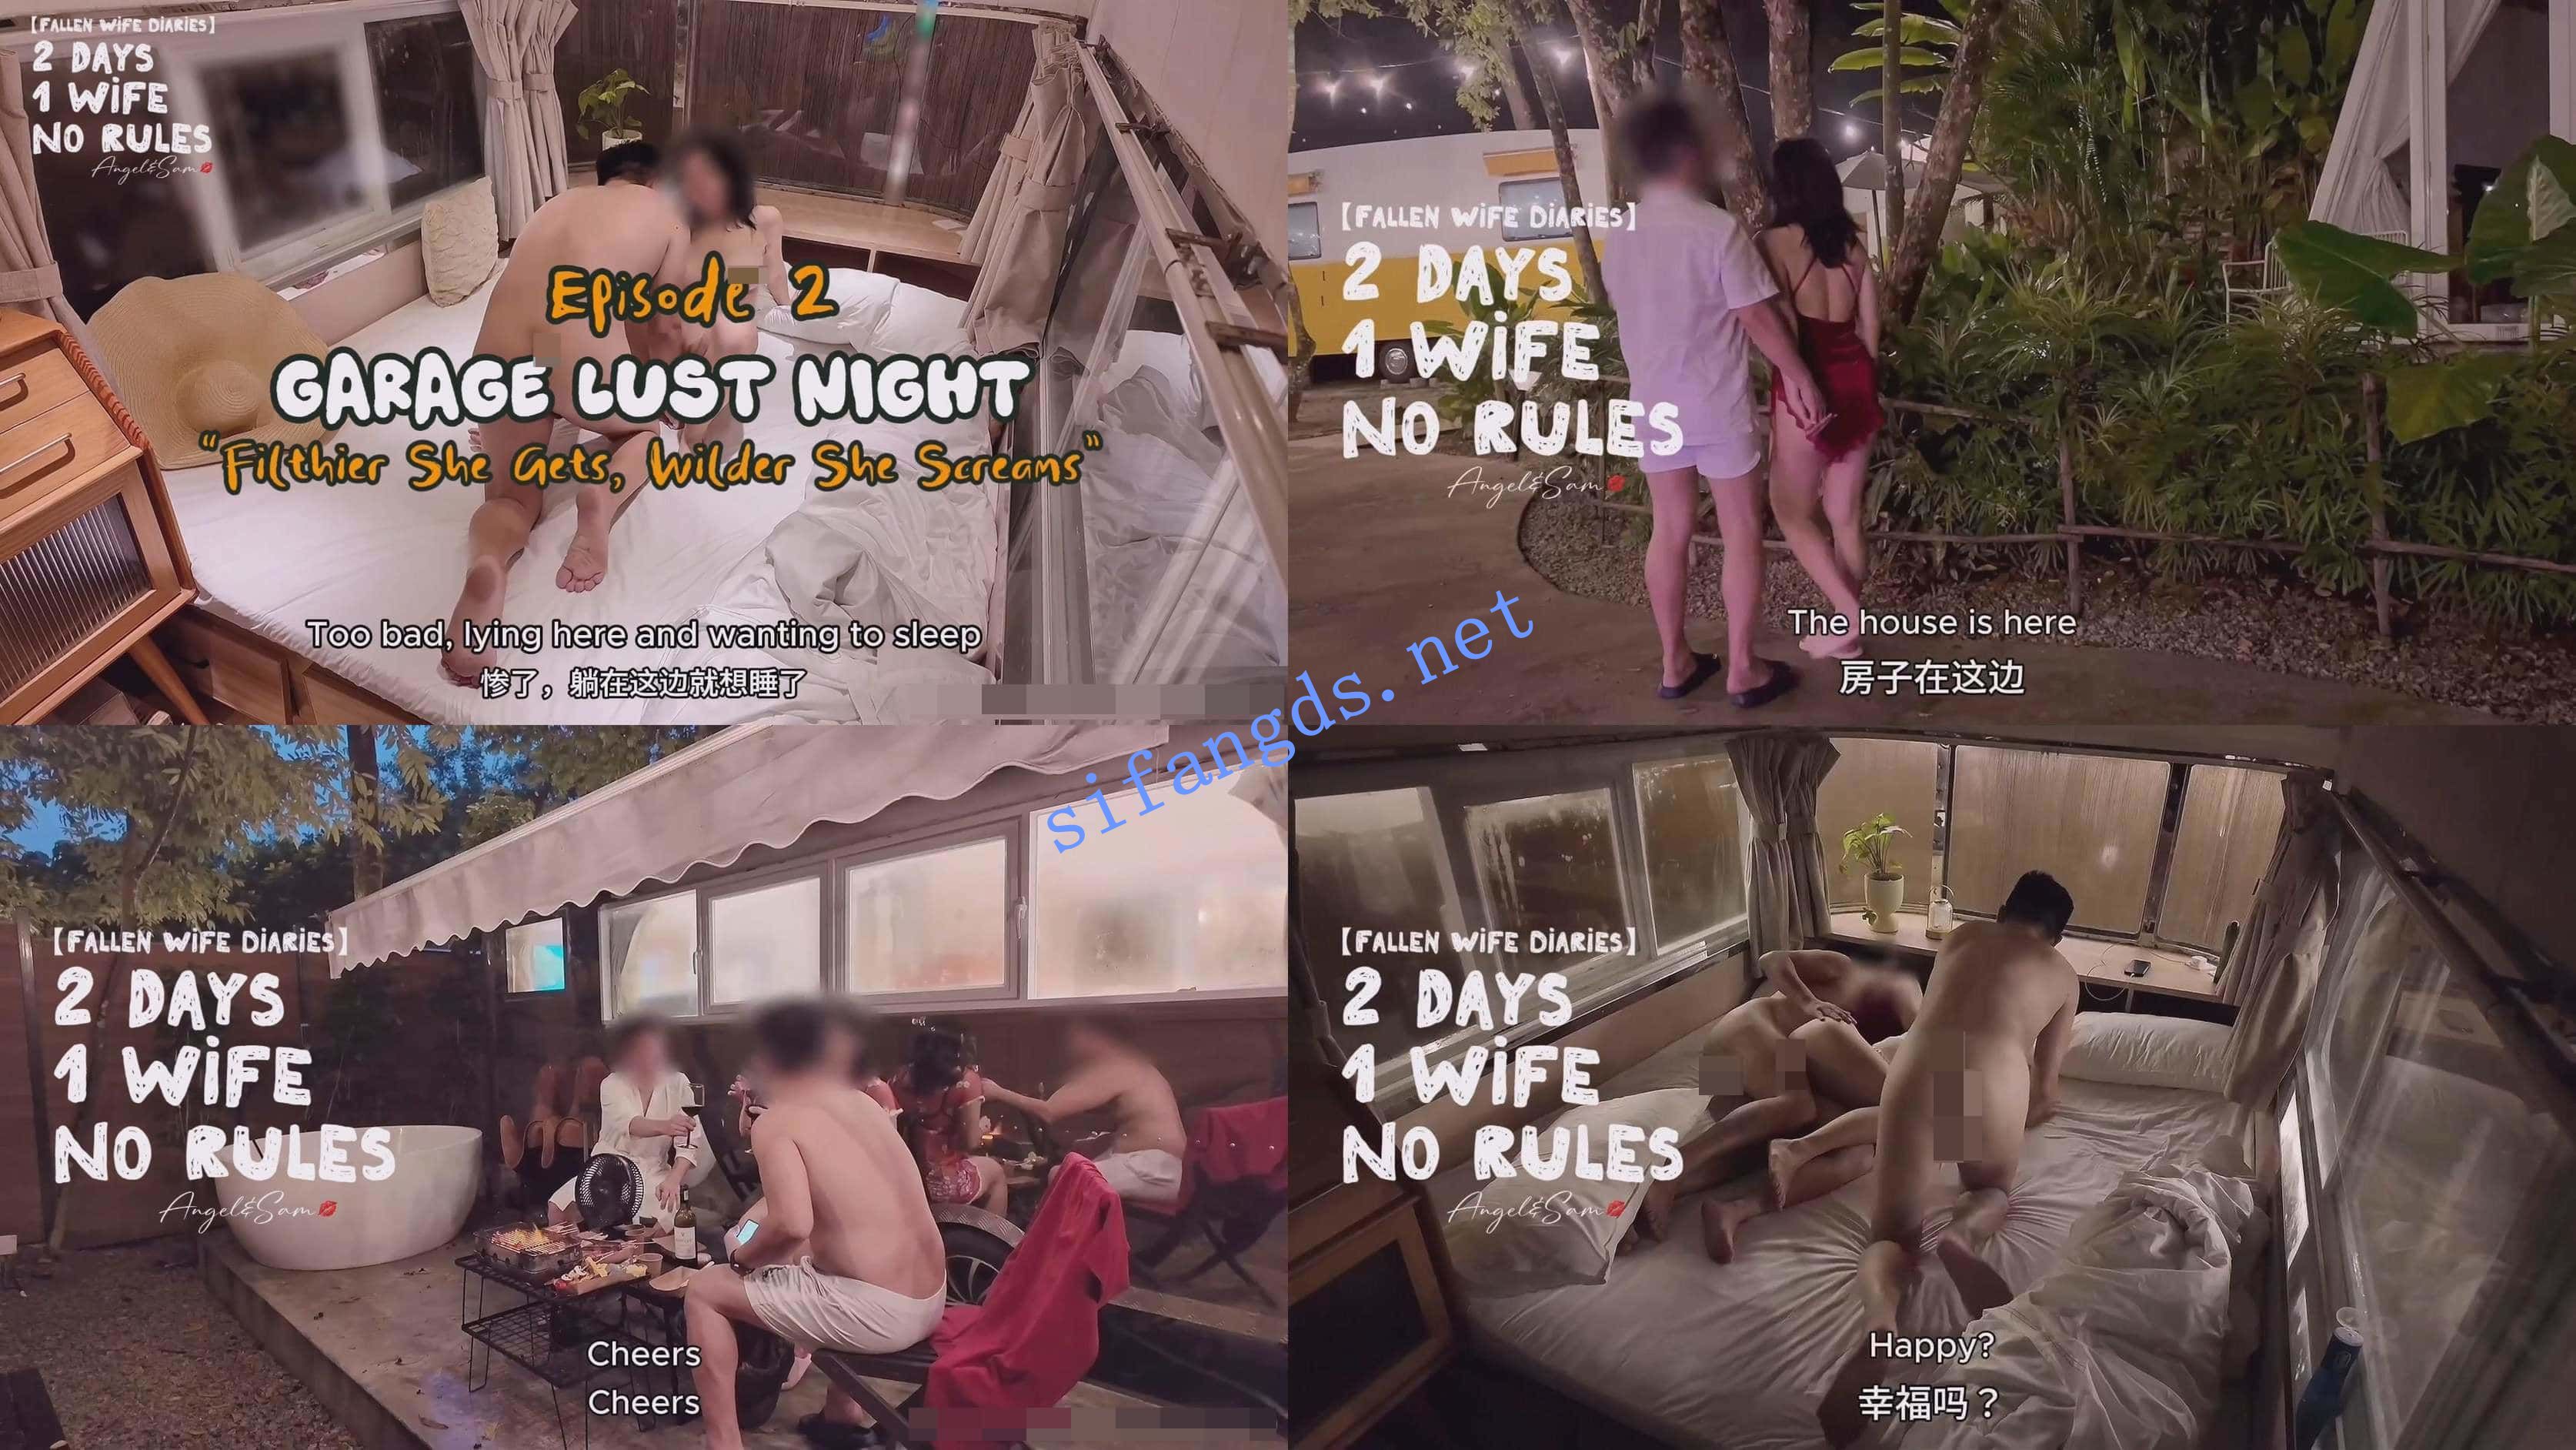 【FALLEN WiFE DiARiES】
2 DAYS
1 WiFE
NO RULES
Angel&Sam
Episode 2
GARAGE LUST NIGHT
"Filthier She Gets, Wilder She Screams"
Too bad, lying here and wanting to sleep
惨了，躺在这边就想睡了
【FALLEN WiFE DiARiES】
2 DAYS
1 WiFE
NO RULES
Angel&Sam
The house is here
房子在这边
sifangds.net
【FALLEN WiFE DiARiES】
2 DAYS
1 WiFE
NO RULES
Angel&Sam
Cheers
Cheers
【FALLEN WiFE DiARiES】
2 DAYS
1 WiFE
NO RULES
Angel&Sam
Happy?
幸福吗？